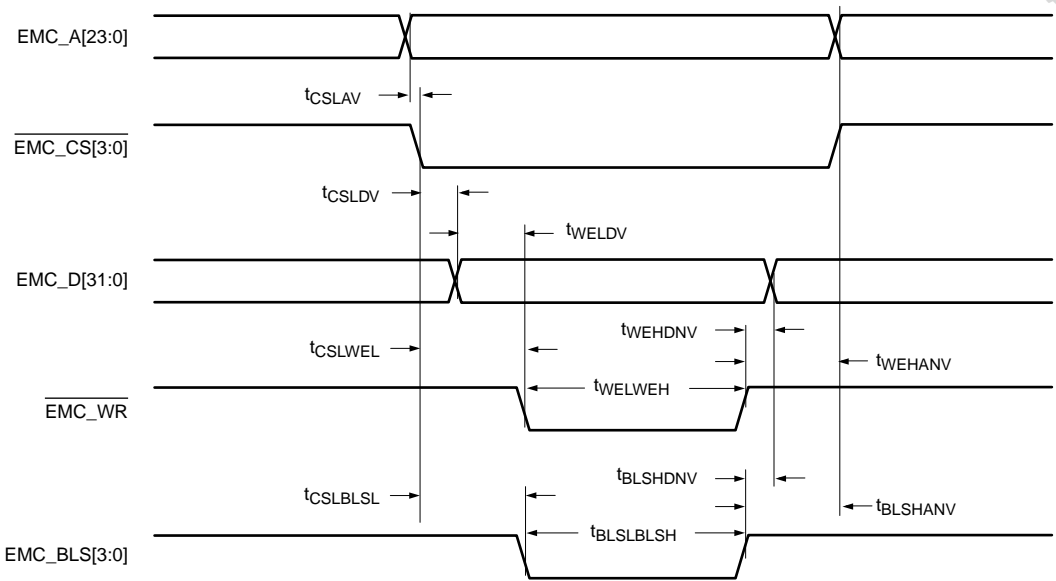 EMC_A[23:0]
tCSLAV
EMC_CS[3:0]
tCSLDV
tWELDV
EMC_D[31:0]
tWEHDNV
tCSLWEL
tWEHANV
tWELWEH
EMC_WR
tBLSHDNV
tCSLBLSL
tBLSHANV
tBLSLBLSH
EMC_BLS[3:0]